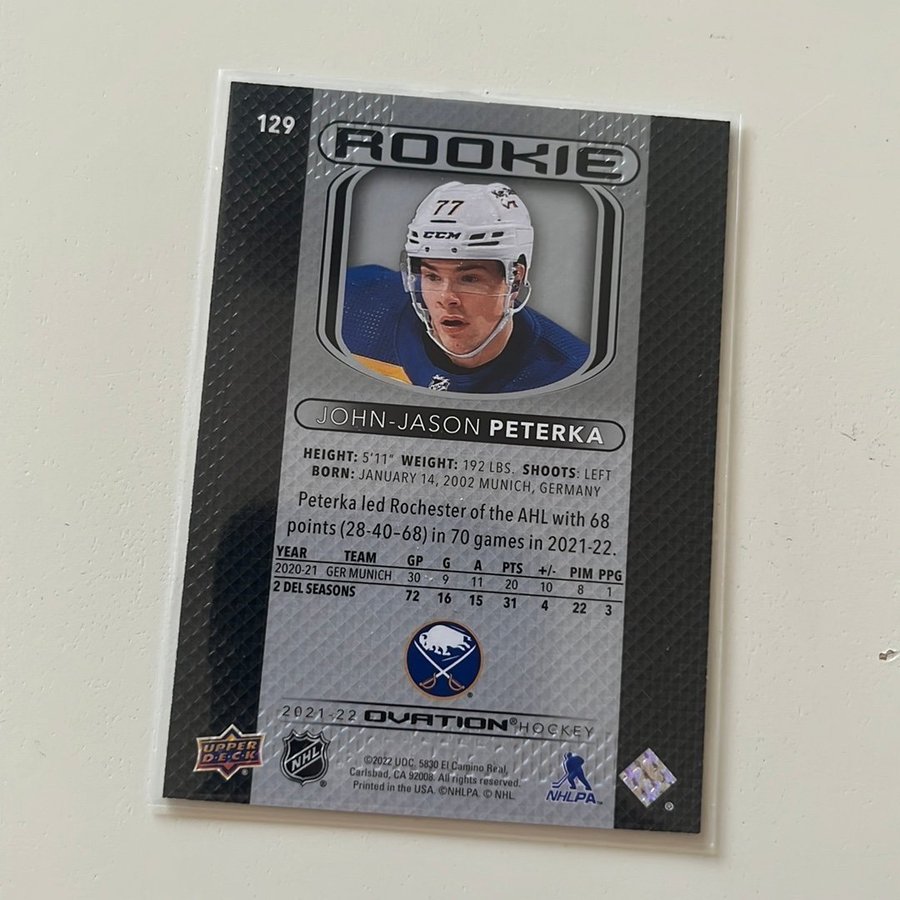 129
ROOKIE
77
CCM
JOHN-JASON PETERKA
HEIGHT: 5'11" WEIGHT: 192 LBS. SHOOTS: LEFT
BORN: JANUARY 14, 2002 MUNICH, GERMANY
Peterka led Rochester of the AHL with 68
points (28-40–68) in 70 games in 2021-22.
YEAR TEAM GP G A PTS +/- PIM PPG
2020-21 GER MUNICH 30 9 11 20 10 8 1
2 DEL SEASONS 72 16 15 31 4 22 3
®
2021-22 OVATION® HOCKEY
UPPER
DECK
®
NHL
®
©2022 UDC. 5830 El Camino Real,
Carlsbad, CA 92008. All rights reserved.
Printed in the USA. ©NHLPA. © NHL.
NHLPA™
®